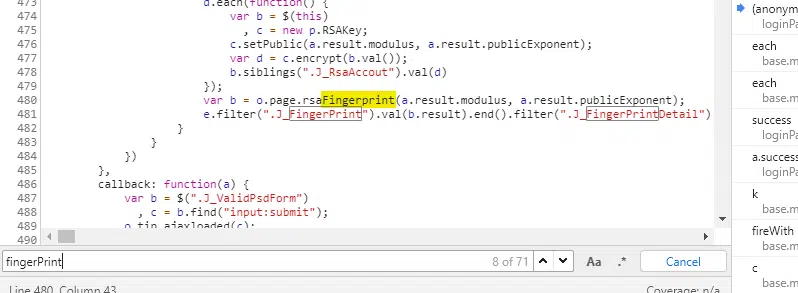 473 d.each(function() {
474 var b = $(this)
475 , c = new p.RSAKey;
476 c.setPublic(a.result.modulus, a.result.publicExponent);
477 var d = c.encrypt(b.val());
478 b.siblings(".J_RsaAccout").val(d)
479 });
480 var b = o.page.rsaFingerprint(a.result.modulus, a.result.publicExponent);
481 e.filter(".J_FingerPrint").val(b.result).end().filter(".J_FingerPrintDetail")
482 }
483 }
484 })
485 },
486 callback: function(a) {
487 var b = $(".J_ValidPsdForm")
488 , c = b.find("input:submit");
489 o.tip.ajaxloaded(c);
490
(anonym
loginPa
each
each
success
loginPa
a.succes
loginPa
k
base.m
fireWith
base.m
c
base.m
fingerPrint 8 of 71 Aa .* Cancel
Line 480, Column 43 Coverage: n/a